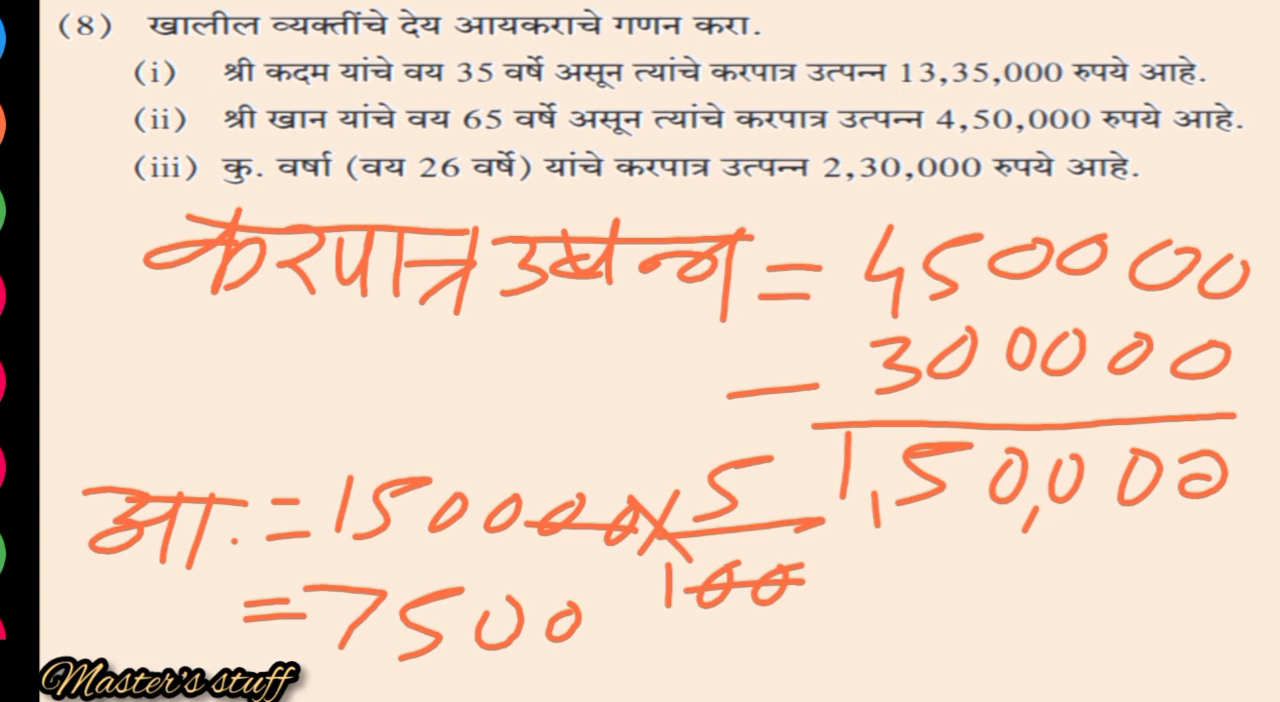 (8) खालील व्यक्तींचे देय आयकराचे गणन करा.
(i) श्री कदम यांचे वय 35 वर्षे असून त्यांचे करपात्र उत्पन्न 13,35,000 रुपये आहे.
(ii) श्री खान यांचे वय 65 वर्षे असून त्यांचे करपात्र उत्पन्न 4,50,000 रुपये आहे.
(iii) कु. वर्षा (वय 26 वर्षे) यांचे करपात्र उत्पन्न 2,30,000 रुपये आहे.
करपात्र उत्पन्न = 450000
- 300000
1,50,000
आ. = 150000 × 5/100
= 7500
Master's stuff